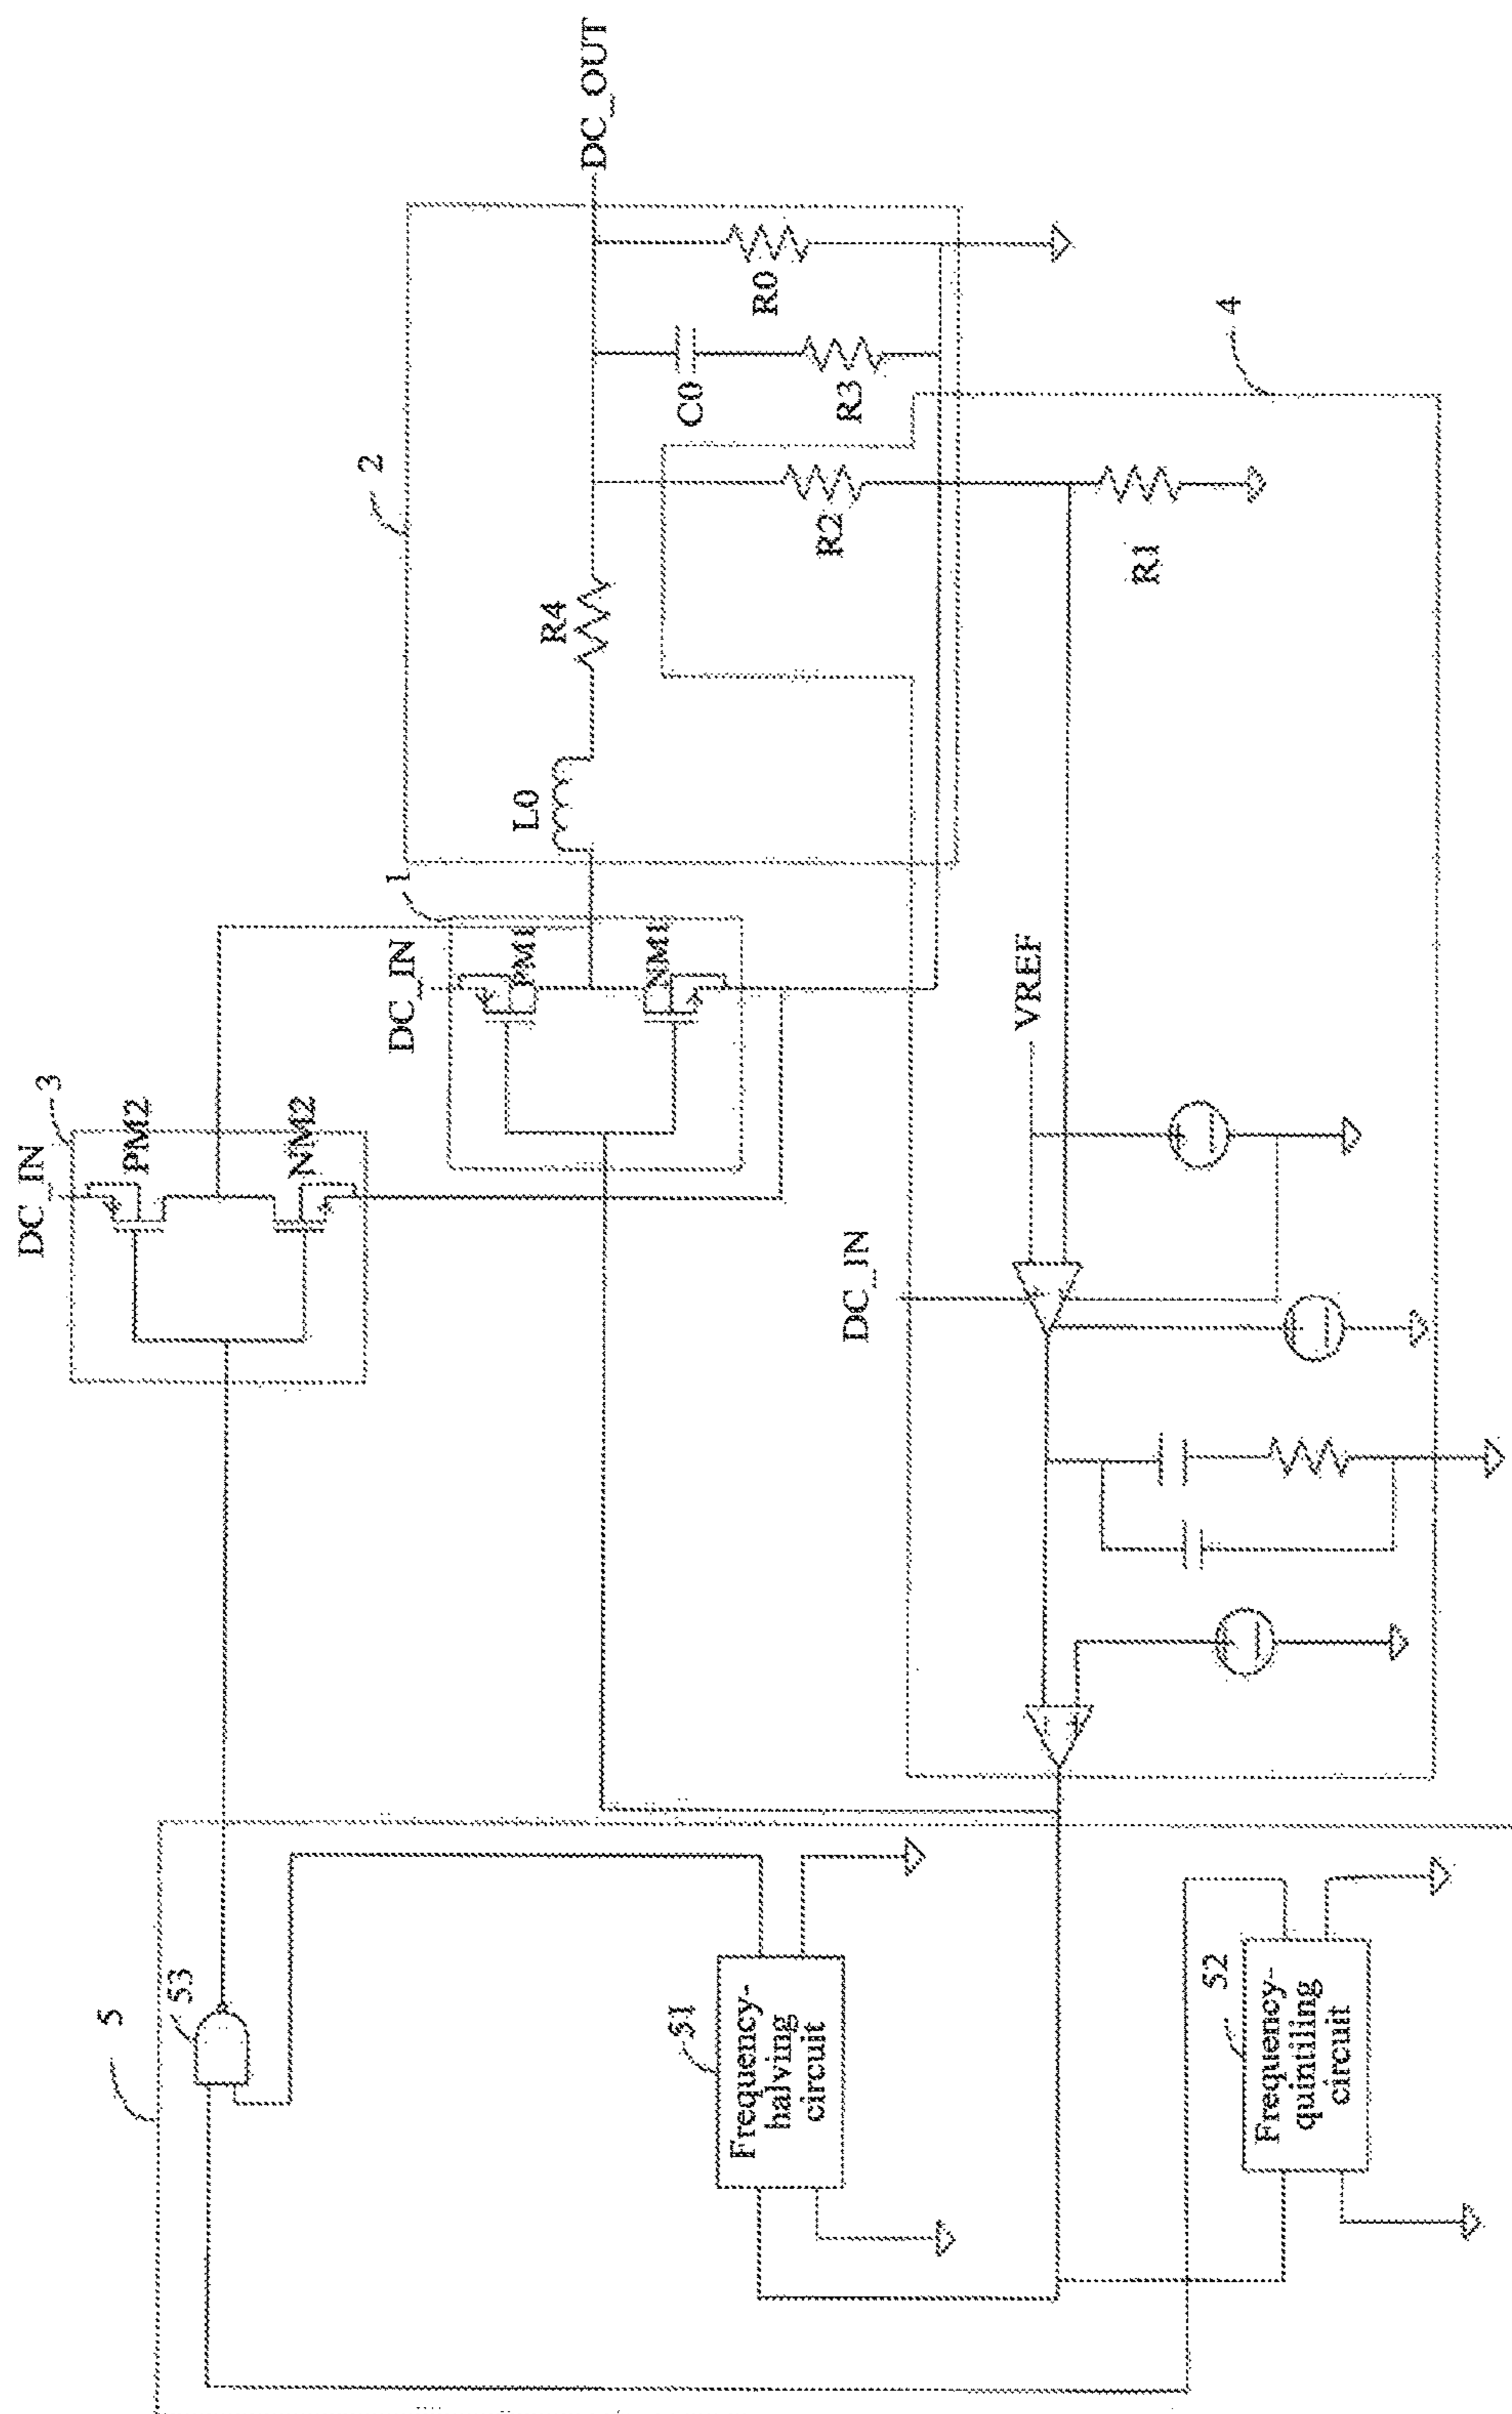 DC_IN
3
PM2
NM2
DC_IN
1
PM1
NM1
2
L0
R4
DC_OUT
R0
C0
R3
R2
R1
4
VREF
DC_IN
5
53
51
Frequency-
halving
circuit
52
Frequency-
quintiling
circuit